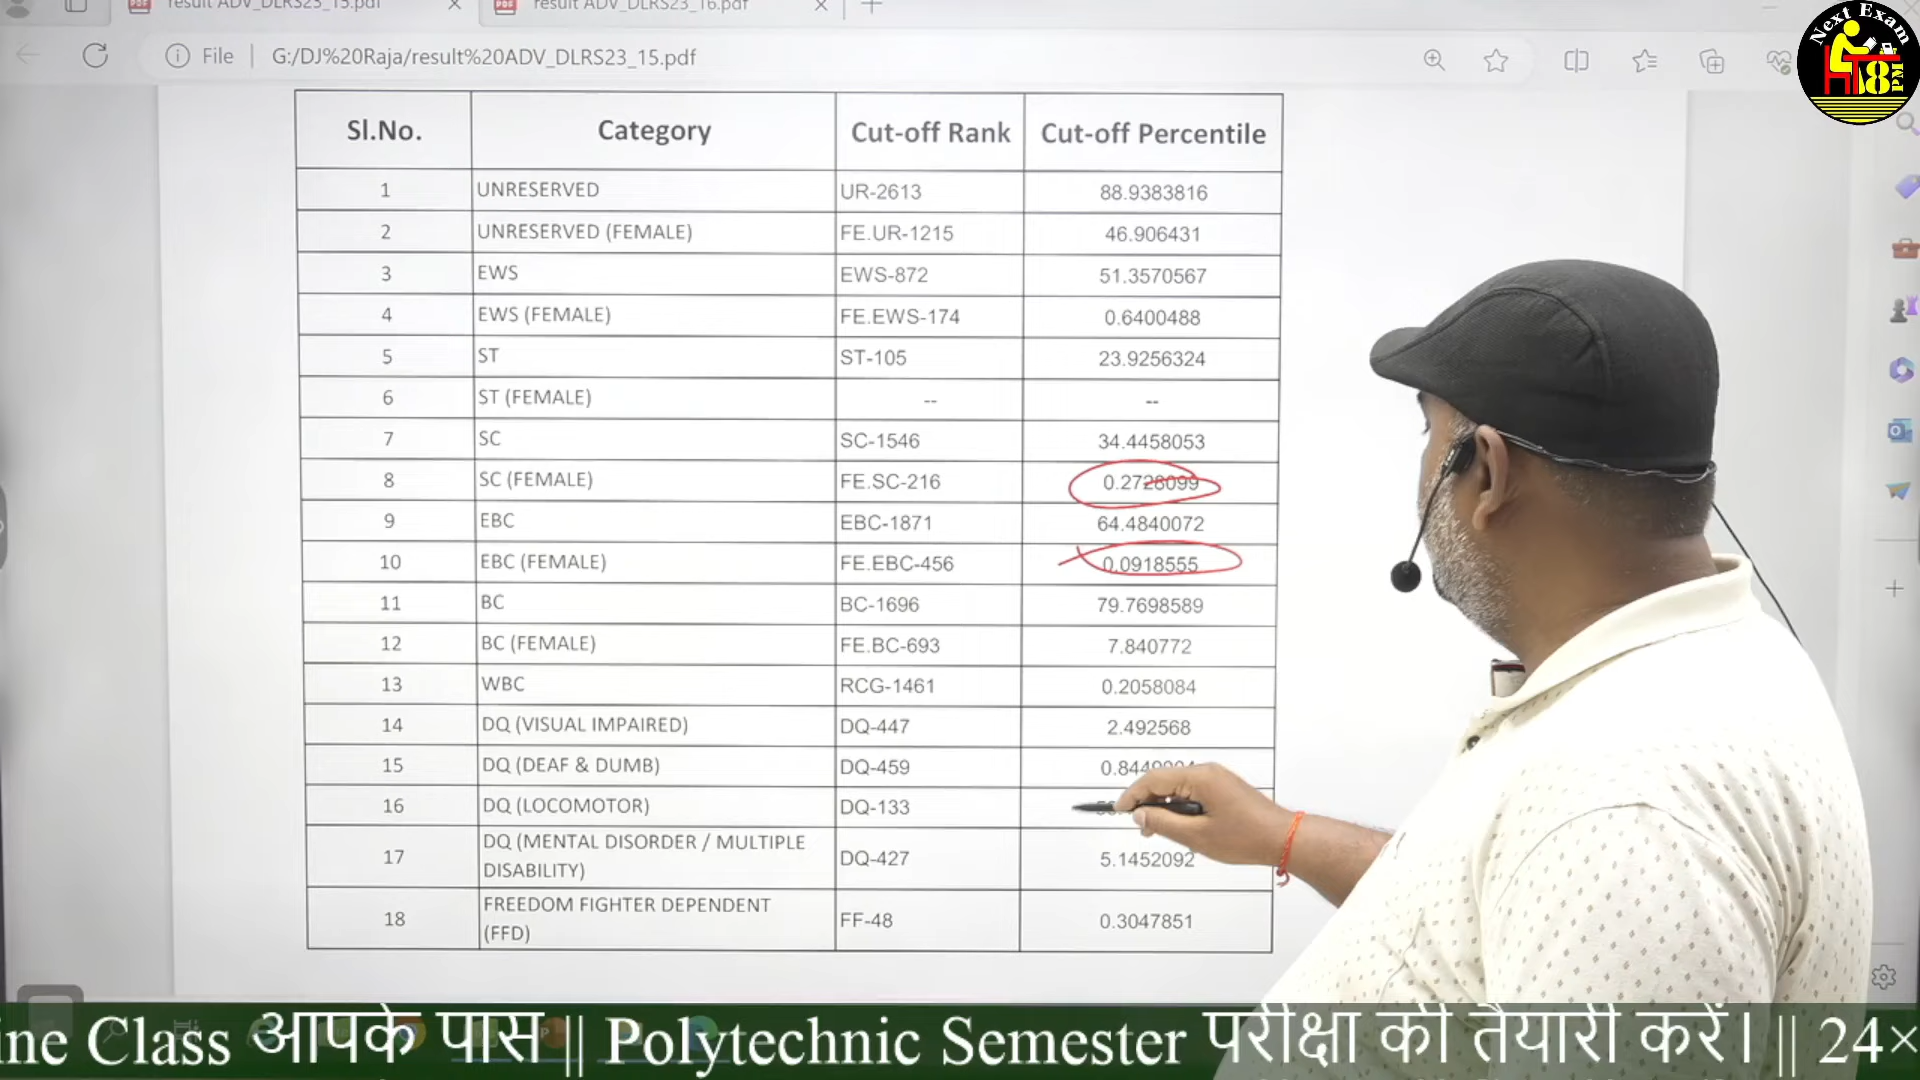 result ADV_DLRS23_15.pdf
result ADV_DLRS23_16.pdf
File
G:/DJ%20Raja/result%20ADV_DLRS23_15.pdf
Next Exam
8 PM
Sl.No. Category Cut-off Rank Cut-off Percentile
1 UNRESERVED UR-2613 88.9383816
2 UNRESERVED (FEMALE) FE.UR-1215 46.906431
3 EWS EWS-872 51.3570567
4 EWS (FEMALE) FE.EWS-174 0.6400488
5 ST ST-105 23.9256324
6 ST (FEMALE) -- --
7 SC SC-1546 34.4458053
8 SC (FEMALE) FE.SC-216 0.2728099
9 EBC EBC-1871 64.4840072
10 EBC (FEMALE) FE.EBC-456 0.0918555
11 BC BC-1696 79.7698589
12 BC (FEMALE) FE.BC-693 7.840772
13 WBC RCG-1461 0.2058084
14 DQ (VISUAL IMPAIRED) DQ-447 2.492568
15 DQ (DEAF & DUMB) DQ-459
16 DQ (LOCOMOTOR) DQ-133
17 DQ (MENTAL DISORDER / MULTIPLE
DISABILITY) DQ-427 5.1452092
18 FREEDOM FIGHTER DEPENDENT
(FFD) FF-48 0.3047851
ine Class आपके पास || Polytechnic Semester परीक्षा की तैयारी करें। || 24×